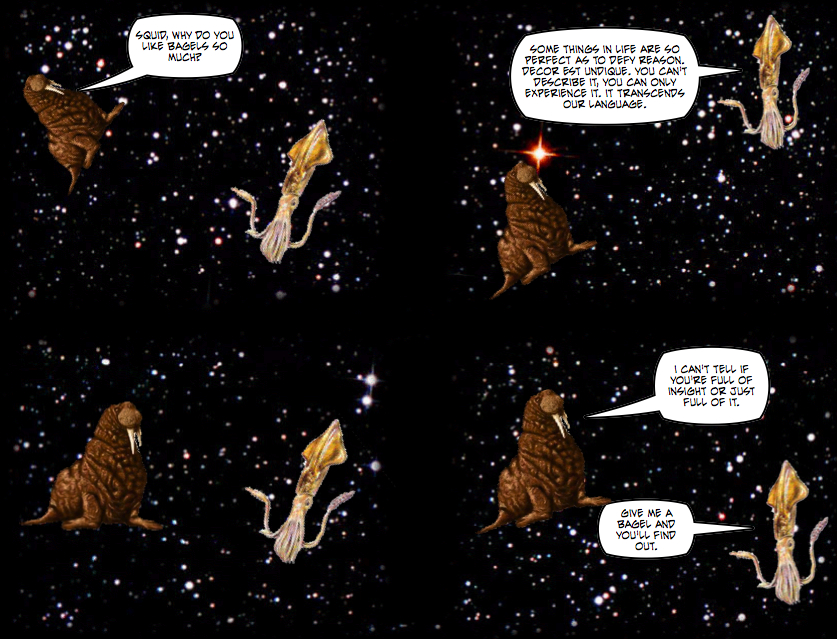 SQUID, WHY DO YOU
LIKE BAGELS SO
MUCH?
SOME THINGS IN LIFE ARE SO
PERFECT AS TO DEFY REASON.
DECOR EST UNDIQUE. YOU CAN'T
DESCRIBE IT, YOU CAN ONLY
EXPERIENCE IT. IT TRANSCENDS
OUR LANGUAGE.
I CAN'T TELL IF
YOU'RE FULL OF
INSIGHT OR JUST
FULL OF IT.
GIVE ME A
BAGEL AND
YOU'LL FIND
OUT.